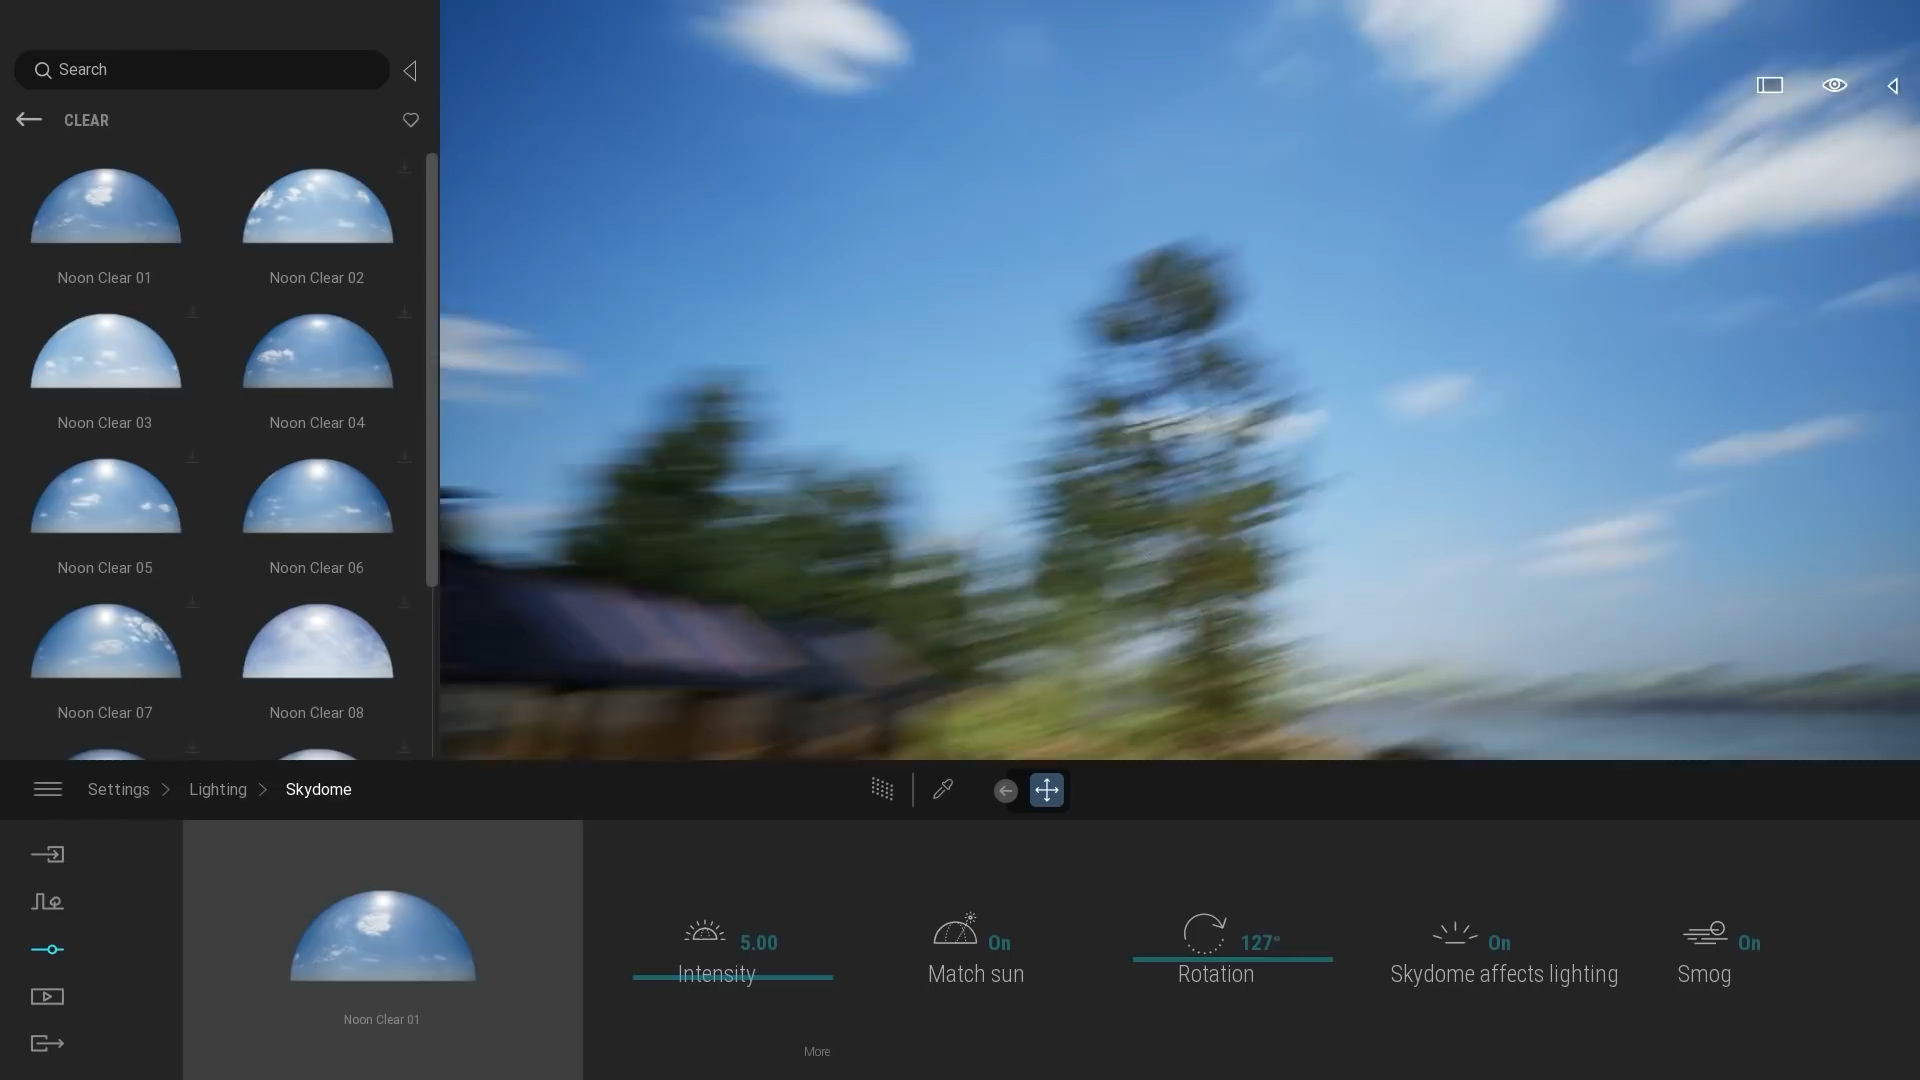 Search
CLEAR
Noon Clear 01
Noon Clear 02
Noon Clear 03
Noon Clear 04
Noon Clear 05
Noon Clear 06
Noon Clear 07
Noon Clear 08
Settings
Lighting
Skydome
Noon Clear 01
5.00
Intensity
On
Match sun
127°
Rotation
On
Skydome affects lighting
On
Smog
More